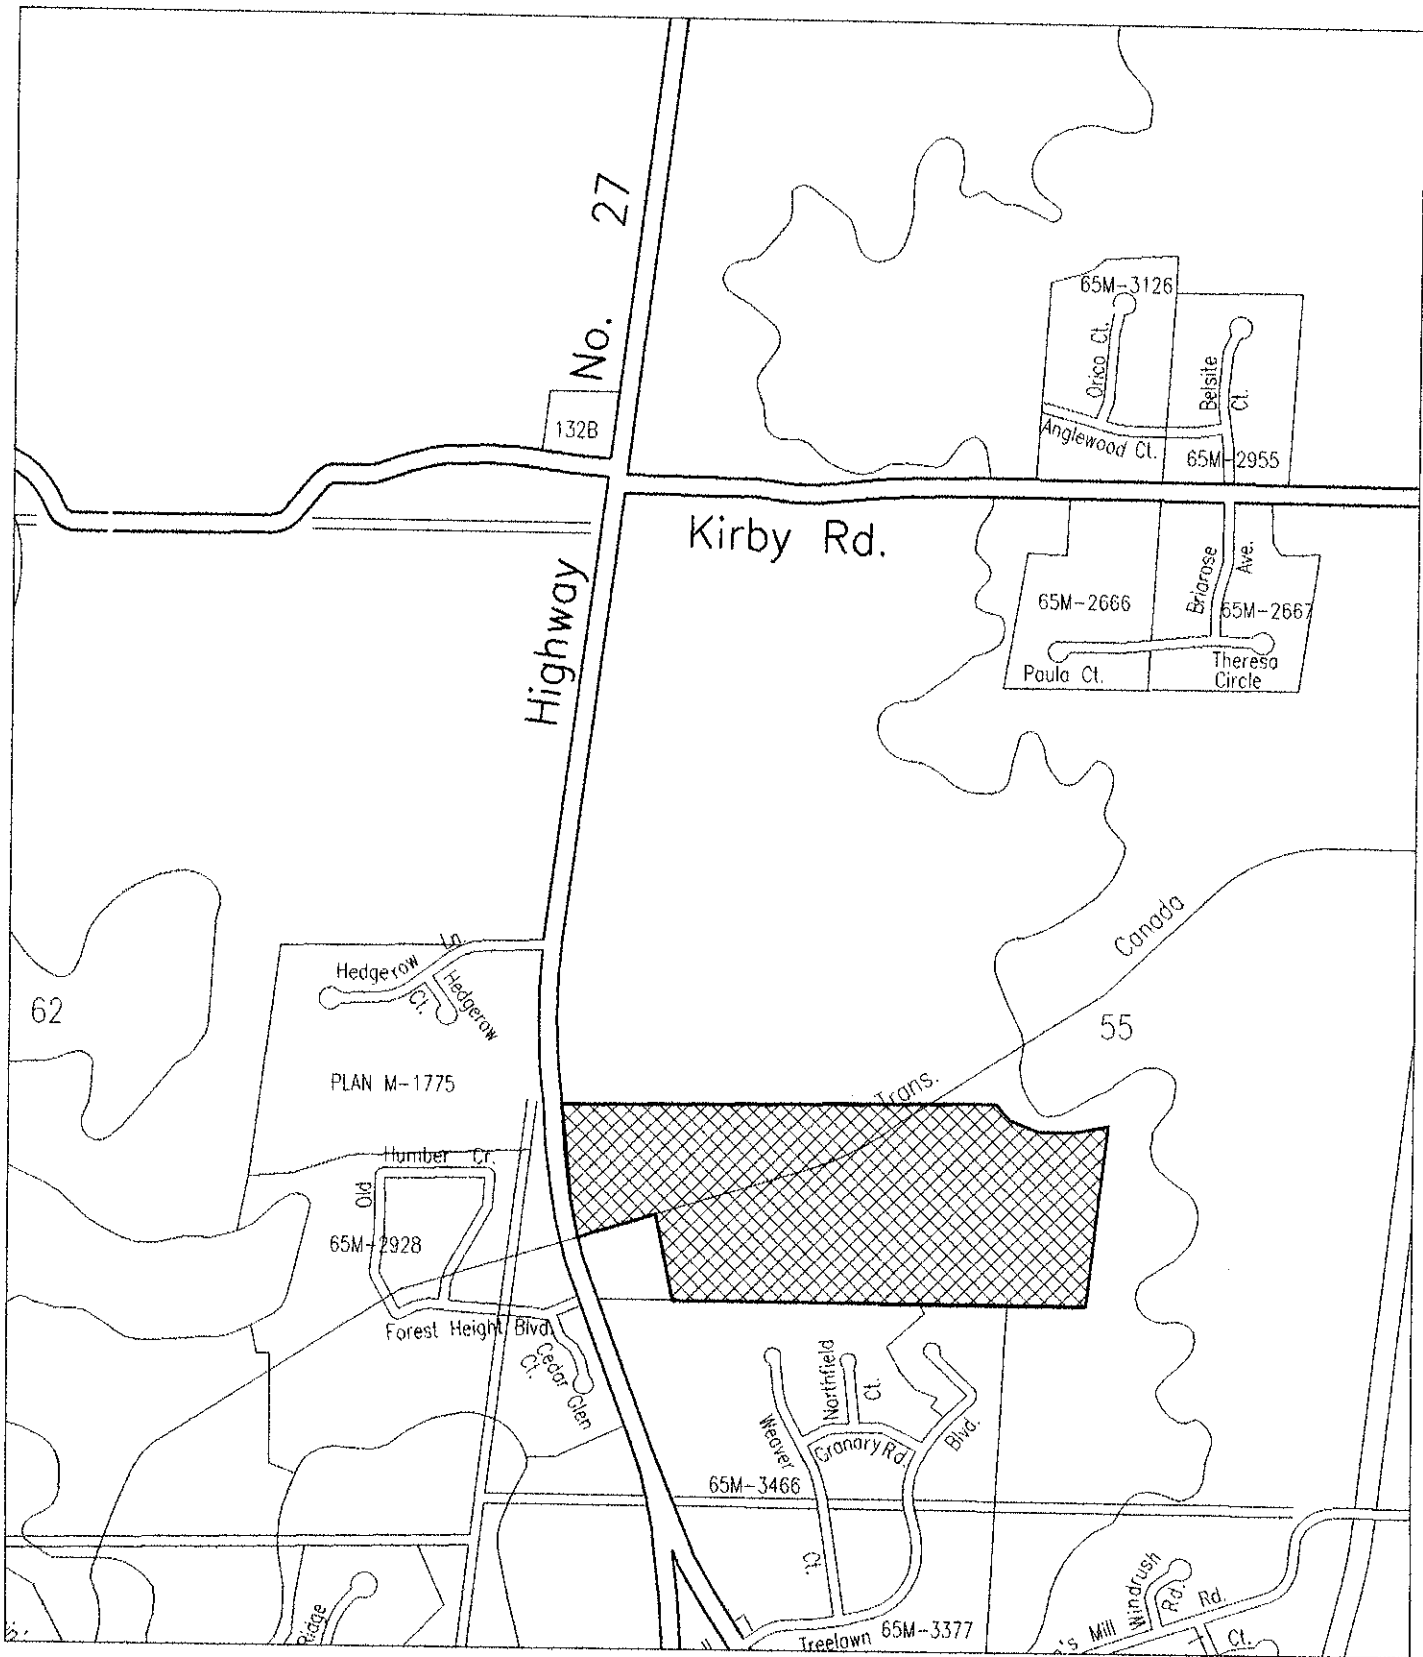 Highway No. 27
65M-3126
Orico Ct.
Belsite Ct.
132B
Anglewood Ct.
65M-2955
Kirby Rd.
Briarose Ave.
65M-2666
65M-2667
Paula Ct.
Theresa
Circle
Canada
Hedgerow Ln
Hedgerow
Ct.
62
55
PLAN M-1775
Trans.
Humber Cr.
Old
65M-2928
Forest Height Blvd.
Cedar Glen
Ct.
Northfield
Ct.
Weaver
Granary Rd.
Blvd.
65M-3466
Ct.
Windrush
Rd.
Ridge
Treelawn
65M-3377
's Mill Rd.
Ct.